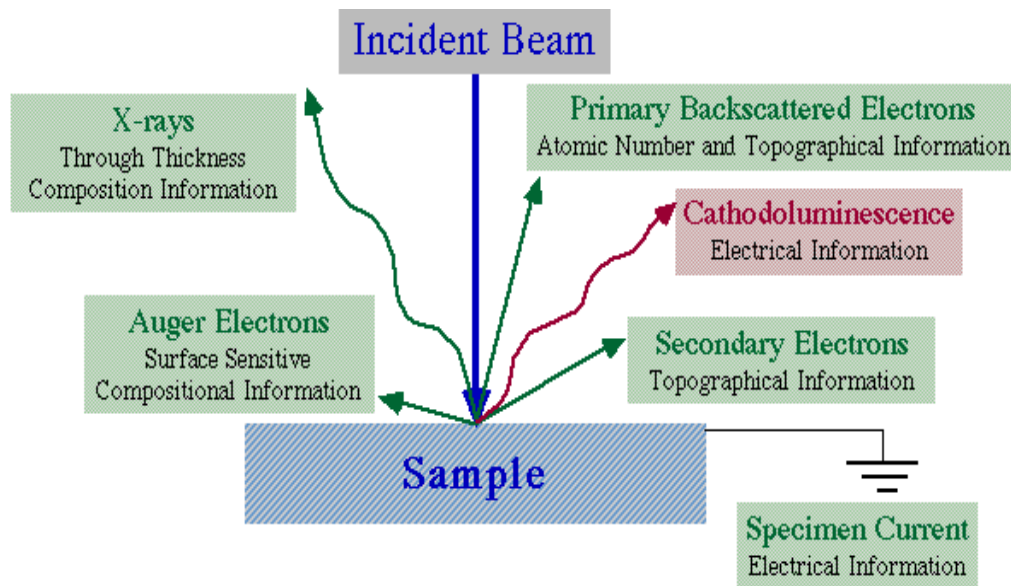 Incident Beam
X-rays
Through Thickness
Composition Information
Primary Backscattered Electrons
Atomic Number and Topographical Information
Cathodoluminescence
Electrical Information
Auger Electrons
Surface Sensitive
Compositional Information
Secondary Electrons
Topographical Information
Sample
Specimen Current
Electrical Information